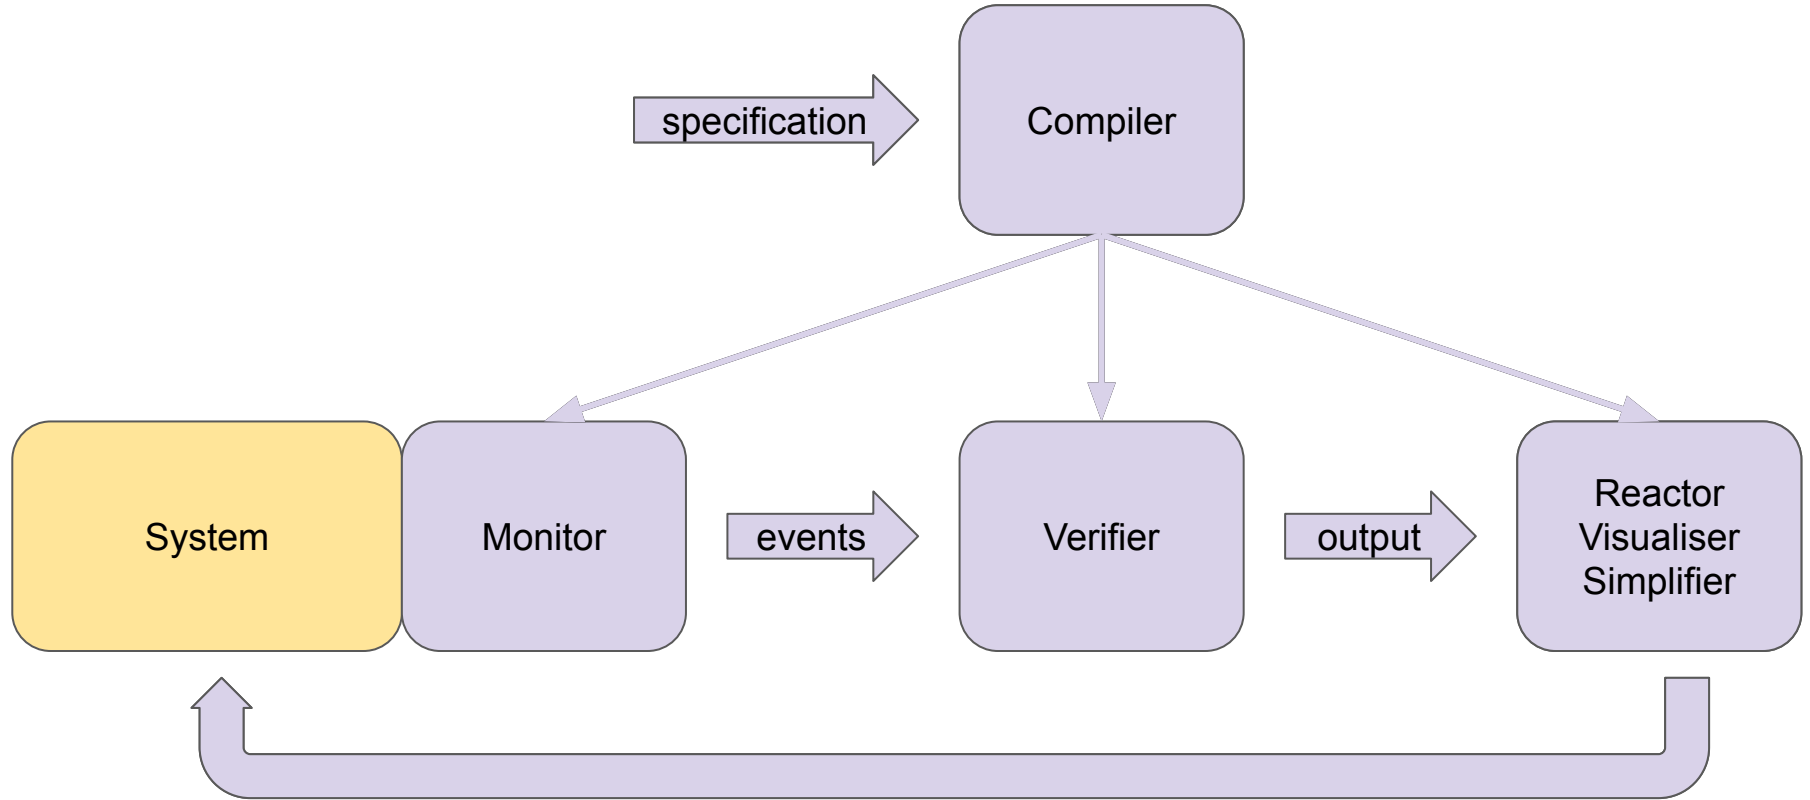 specification
Compiler
System
Monitor
events
Verifier
output
Reactor
Visualiser
Simplifier